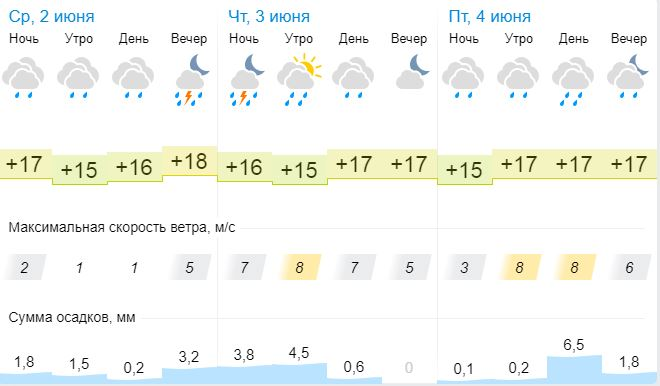 Ср, 2 июня Чт, 3 июня Пт, 4 июня
Ночь Утро День Вечер Ночь Утро День Вечер Ночь Утро День Вечер
+17 +15 +16 +18 +16 +15 +17 +17 +15 +17 +17 +17
Максимальная скорость ветра, м/с
2 1 1 5 7 8 7 5 3 8 8 6
Сумма осадков, мм
1,8 1,5 0,2 3,2 3,8 4,5 0,6 0 0,1 0,2 6,5 1,8